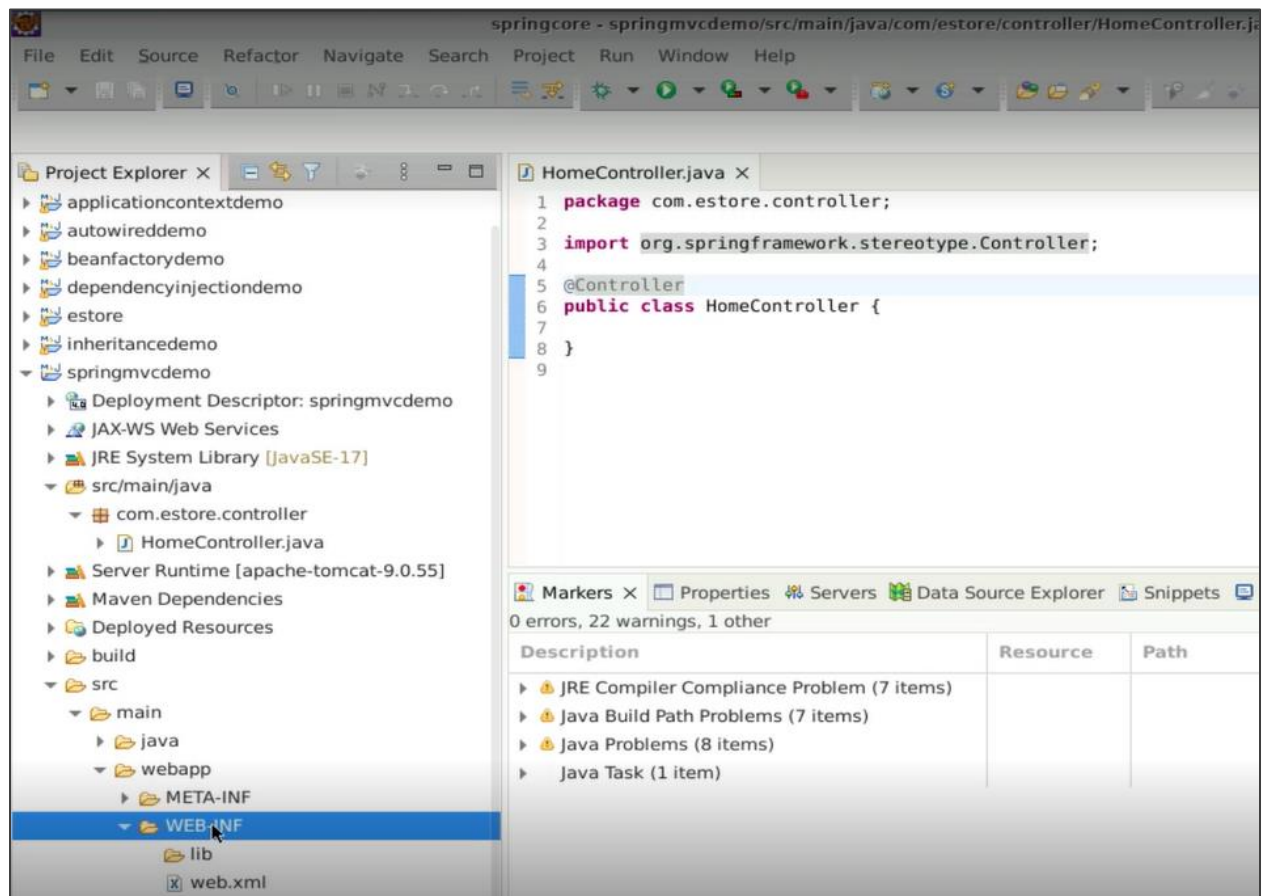 springcore - springmvcdemo/src/main/java/com/estore/controller/HomeController.ja
File Edit Source Refactor Navigate Search Project Run Window Help
Project Explorer
applicationcontextdemo
autowireddemo
beanfactorydemo
dependencyinjectiondemo
estore
inheritancedemo
springmvcdemo
Deployment Descriptor: springmvcdemo
JAX-WS Web Services
JRE System Library [JavaSE-17]
src/main/java
com.estore.controller
HomeController.java
Server Runtime [apache-tomcat-9.0.55]
Maven Dependencies
Deployed Resources
build
src
main
java
webapp
META-INF
WEB-INF
lib
web.xml
HomeController.java
1 package com.estore.controller;
2
3 import org.springframework.stereotype.Controller;
4
5 @Controller
6 public class HomeController {
7
8 }
9
Markers Properties Servers Data Source Explorer Snippets
0 errors, 22 warnings, 1 other
Description Resource Path
JRE Compiler Compliance Problem (7 items)
Java Build Path Problems (7 items)
Java Problems (8 items)
Java Task (1 item)